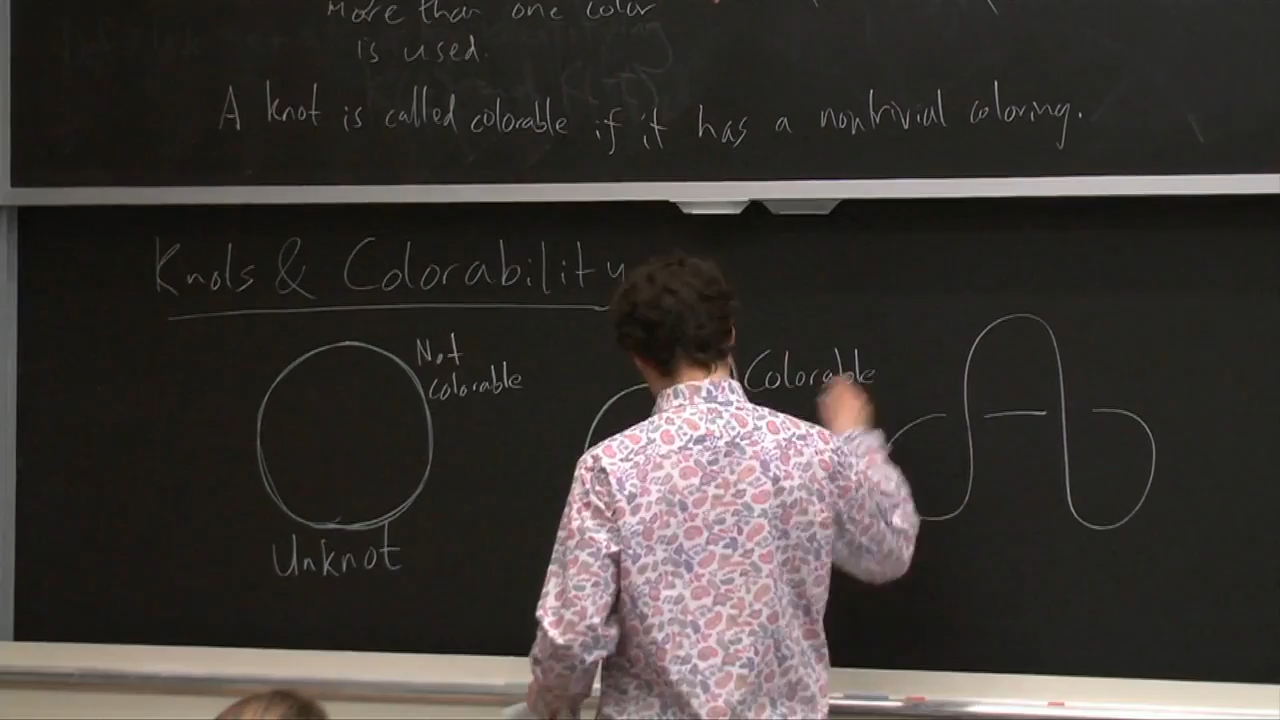 More than one color
is used.
A knot is called colorable if it has a nontrivial coloring.
Knots & Colorability
Not
colorable
Colorable
Unknot